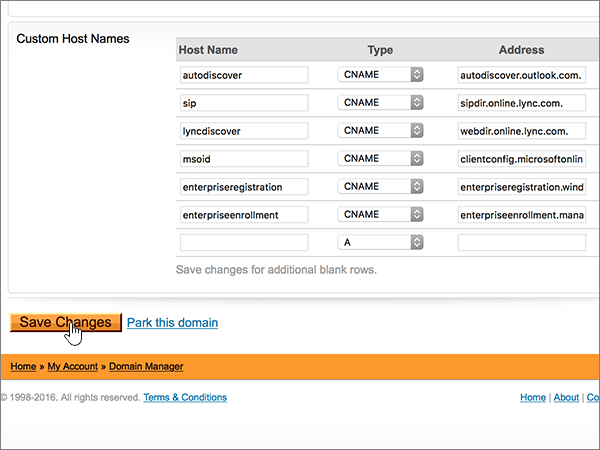 Custom Host Names
Host Name Type Address
autodiscover CNAME autodiscover.outlook.com.
sip CNAME sipdir.online.lync.com.
lyncdiscover CNAME webdir.online.lync.com.
msoid CNAME clientconfig.microsoftonlin
enterpriseregistration CNAME enterpriseregistration.wind
enterpriseenrollment CNAME enterpriseenrollment.mana
A
Save changes for additional blank rows.
Save Changes Park this domain
Home » My Account » Domain Manager
© 1998-2016. All rights reserved. Terms & Conditions Home | About | Co